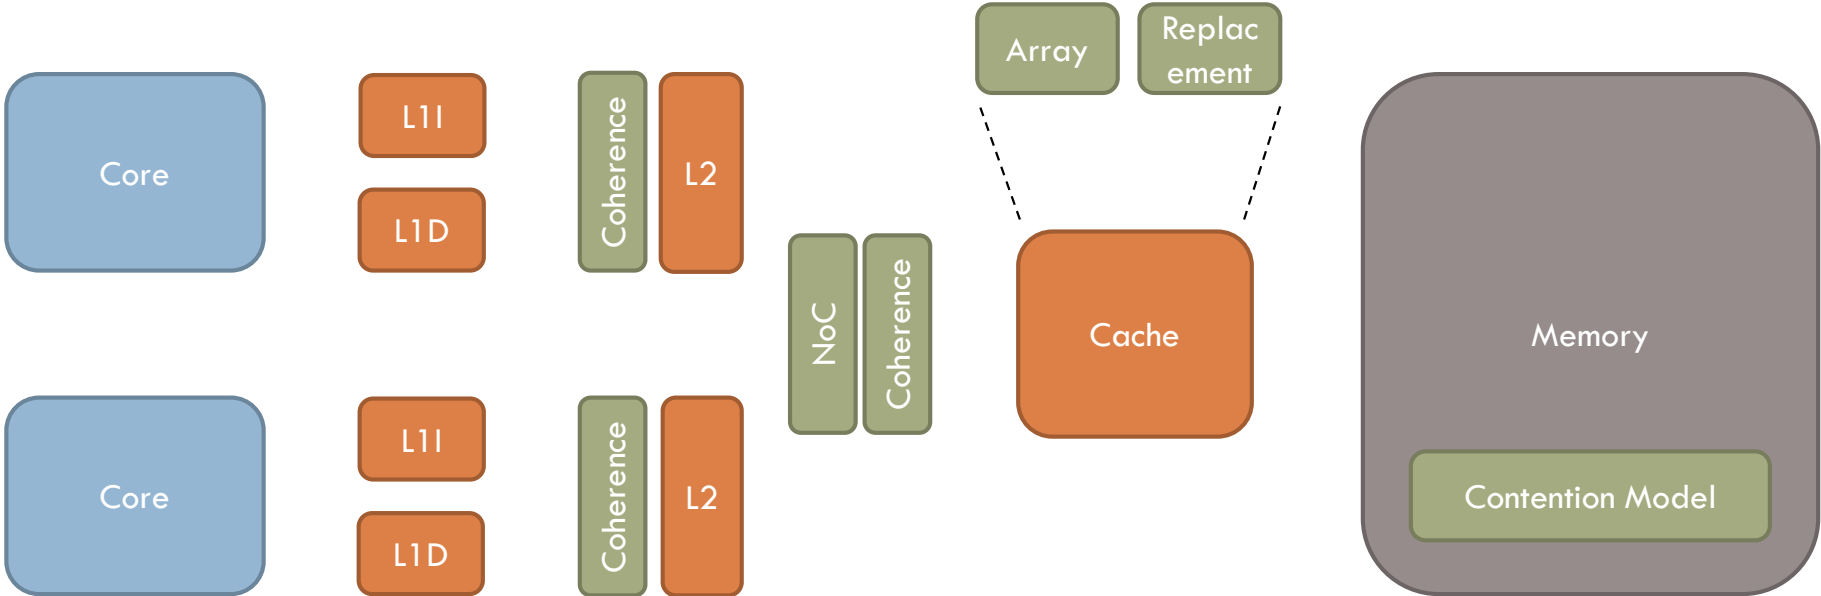 Array
Replac
ement
Core
L1I
L1D
Coherence
L2
NoC
Coherence
Cache
Memory
Core
L1I
L1D
Coherence
L2
Contention Model